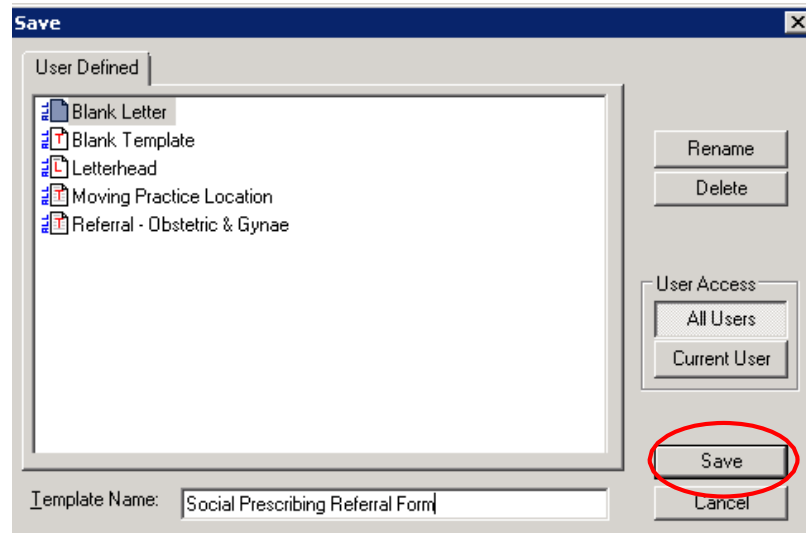 Save
User Defined
Blank Letter
Blank Template
Letterhead
Moving Practice Location
Referral - Obstetric & Gynae
Rename
Delete
User Access
All Users
Current User
Save
Template Name: Social Prescribing Referral Form
Cancel